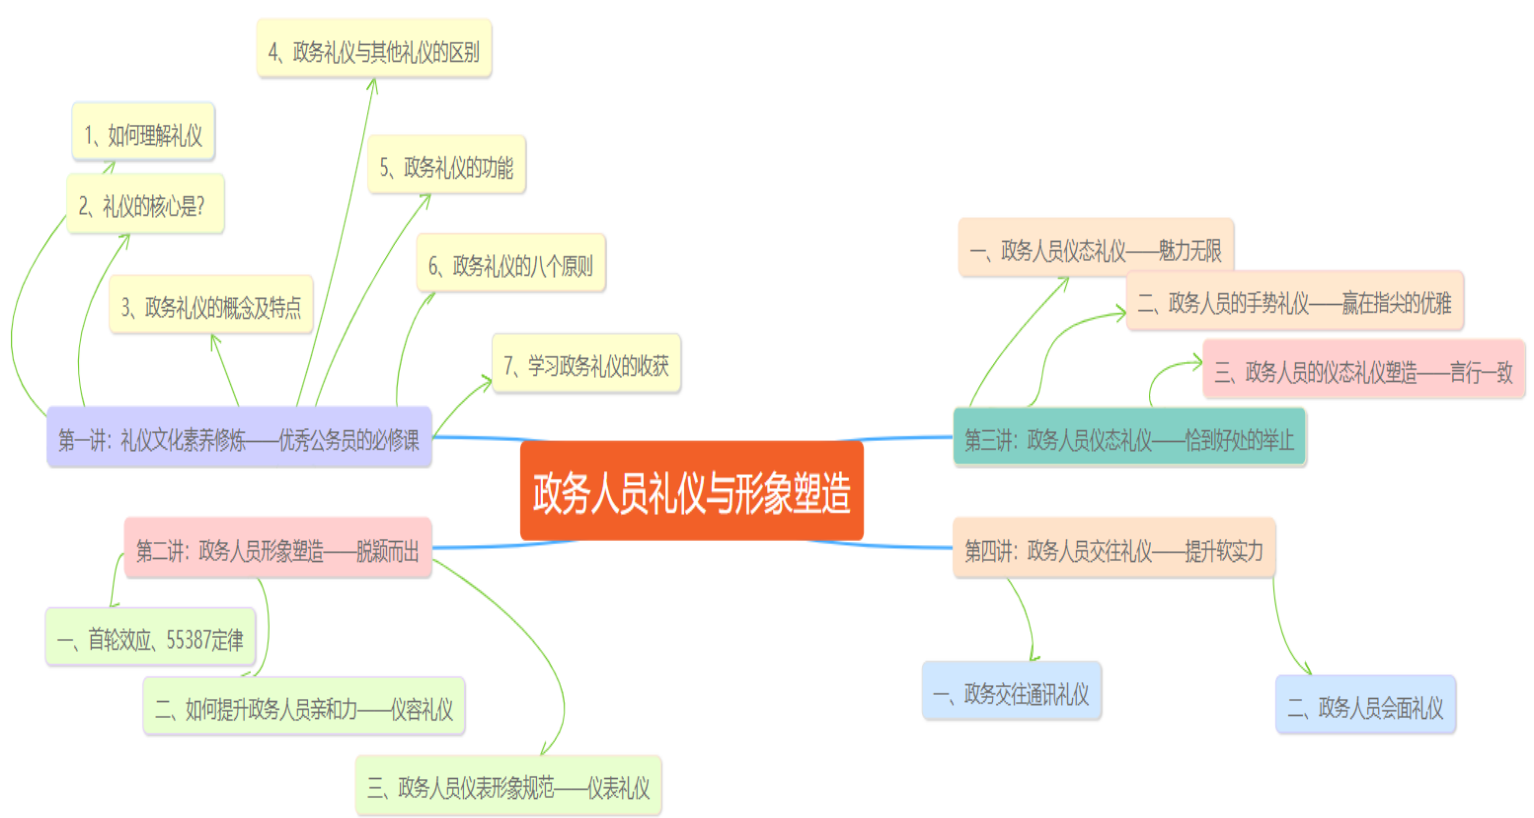 政务人员礼仪与形象塑造
第一讲：礼仪文化素养修炼——优秀公务员的必修课
1、如何理解礼仪
2、礼仪的核心是?
3、政务礼仪的概念及特点
4、政务礼仪与其他礼仪的区别
5、政务礼仪的功能
6、政务礼仪的八个原则
7、学习政务礼仪的收获
第二讲：政务人员形象塑造——脱颖而出
一、首轮效应、55387定律
二、如何提升政务人员亲和力——仪容礼仪
三、政务人员仪表形象规范——仪表礼仪
第三讲：政务人员仪态礼仪——恰到好处的举止
一、政务人员仪态礼仪——魅力无限
二、政务人员的手势礼仪——赢在指尖的优雅
三、政务人员的仪态礼仪塑造——言行一致
第四讲：政务人员交往礼仪——提升软实力
一、政务交往通讯礼仪
二、政务人员会面礼仪